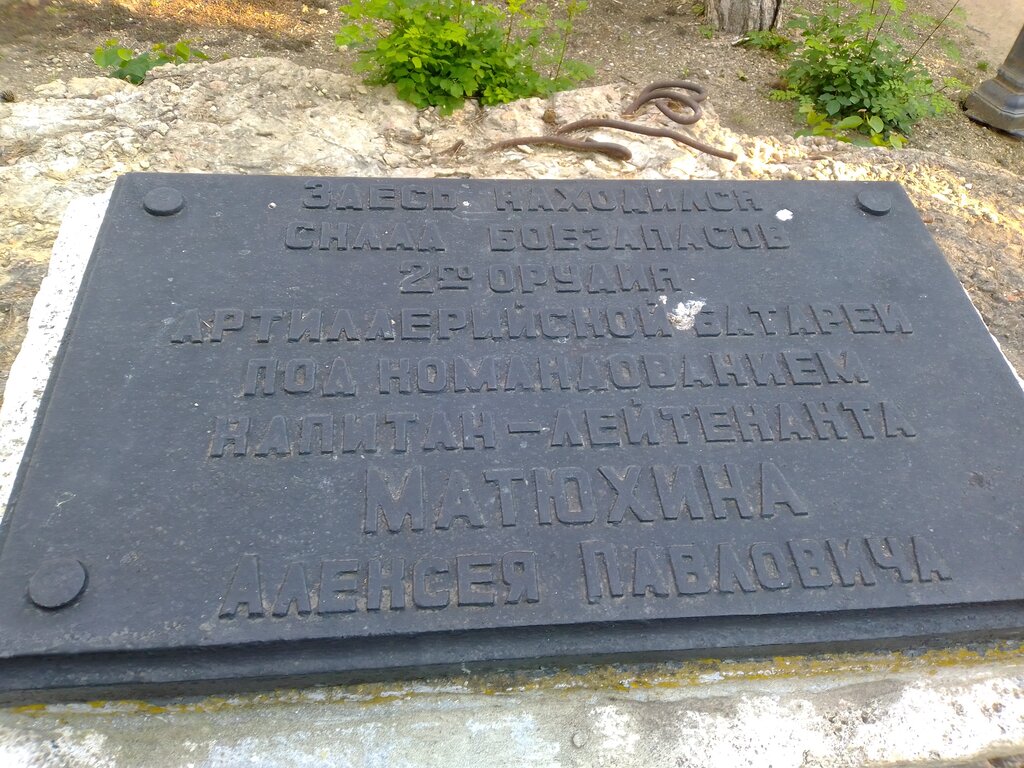 ЗДЕСЬ НАХОДИЛСЯ
СКЛАД БОЕЗАПАСОВ
2ГО ОРУДИЯ
АРТИЛЛЕРИЙСКОЙ БАТАРЕИ
ПОД КОМАНДОВАНИЕМ
КАПИТАН-ЛЕЙТЕНАНТА
МАТЮХИНА
АЛЕКСЕЯ ПАВЛОВИЧА